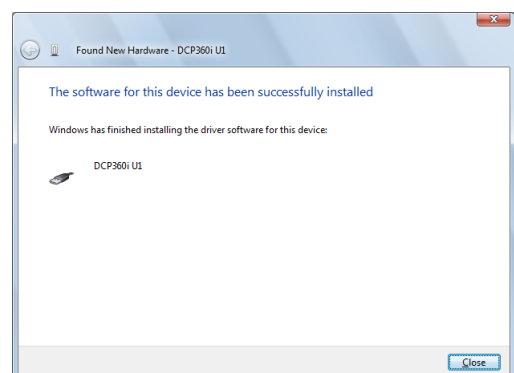 Found New Hardware - DCP360i U1
The software for this device has been successfully installed
Windows has finished installing the driver software for this device:
DCP360i U1
Close